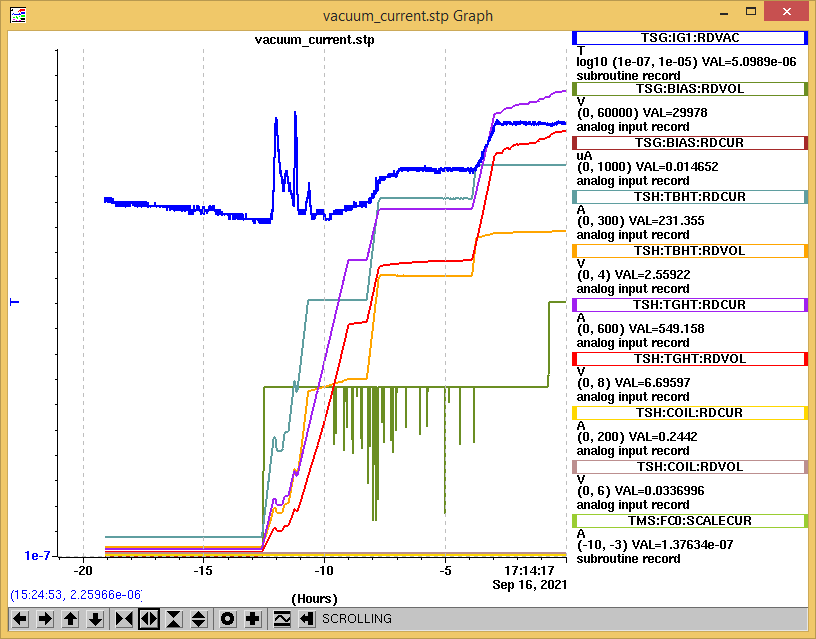 vacuum_current.stp Graph
vacuum_current.stp
TSG:IG1:RDVAC
T
log10 (1e-07, 1e-05) VAL=5.0989e-06
subroutine record
TSG:BIAS:RDVOL
V
(0, 60000) VAL=29978
analog input record
TSG:BIAS:RDCUR
uA
(0, 1000) VAL=0.014652
analog input record
TSH:TBHT:RDCUR
A
(0, 300) VAL=231.355
analog input record
TSH:TBHT:RDVOL
V
(0, 4) VAL=2.55922
analog input record
TSH:TGHT:RDCUR
A
(0, 600) VAL=549.158
analog input record
TSH:TGHT:RDVOL
V
(0, 8) VAL=6.69597
analog input record
TSH:COIL:RDCUR
A
(0, 200) VAL=0.2442
analog input record
TSH:COIL:RDVOL
V
(0, 6) VAL=0.0336996
analog input record
TMS:FC0:SCALECUR
A
(-10, -3) VAL=1.37634e-07
subroutine record
T
1e-7
-20 -15 -10 -5 17:14:17
Sep 16, 2021
(15:24:53, 2.25966e-06)
(Hours)
SCROLLING